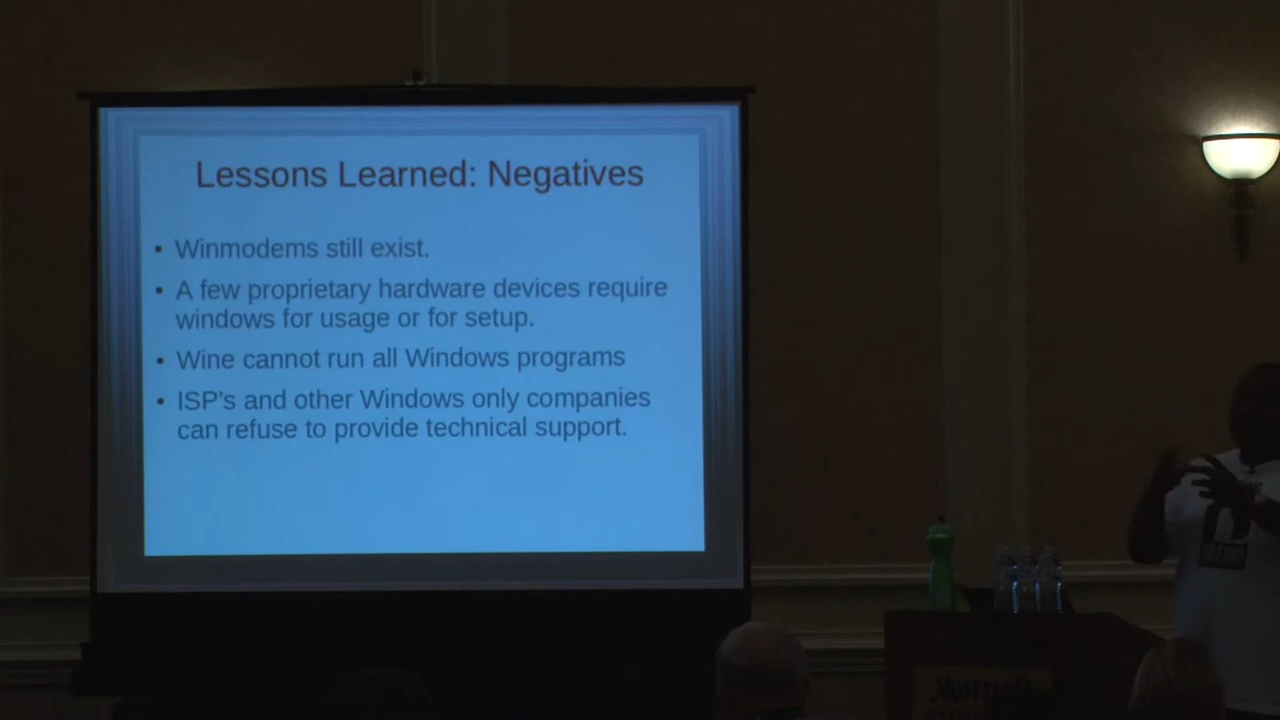 Lessons Learned: Negatives
• Winmodems still exist.
• A few proprietary hardware devices require
windows for usage or for setup.
• Wine cannot run all Windows programs
• ISP's and other Windows only companies
can refuse to provide technical support.
Marriott